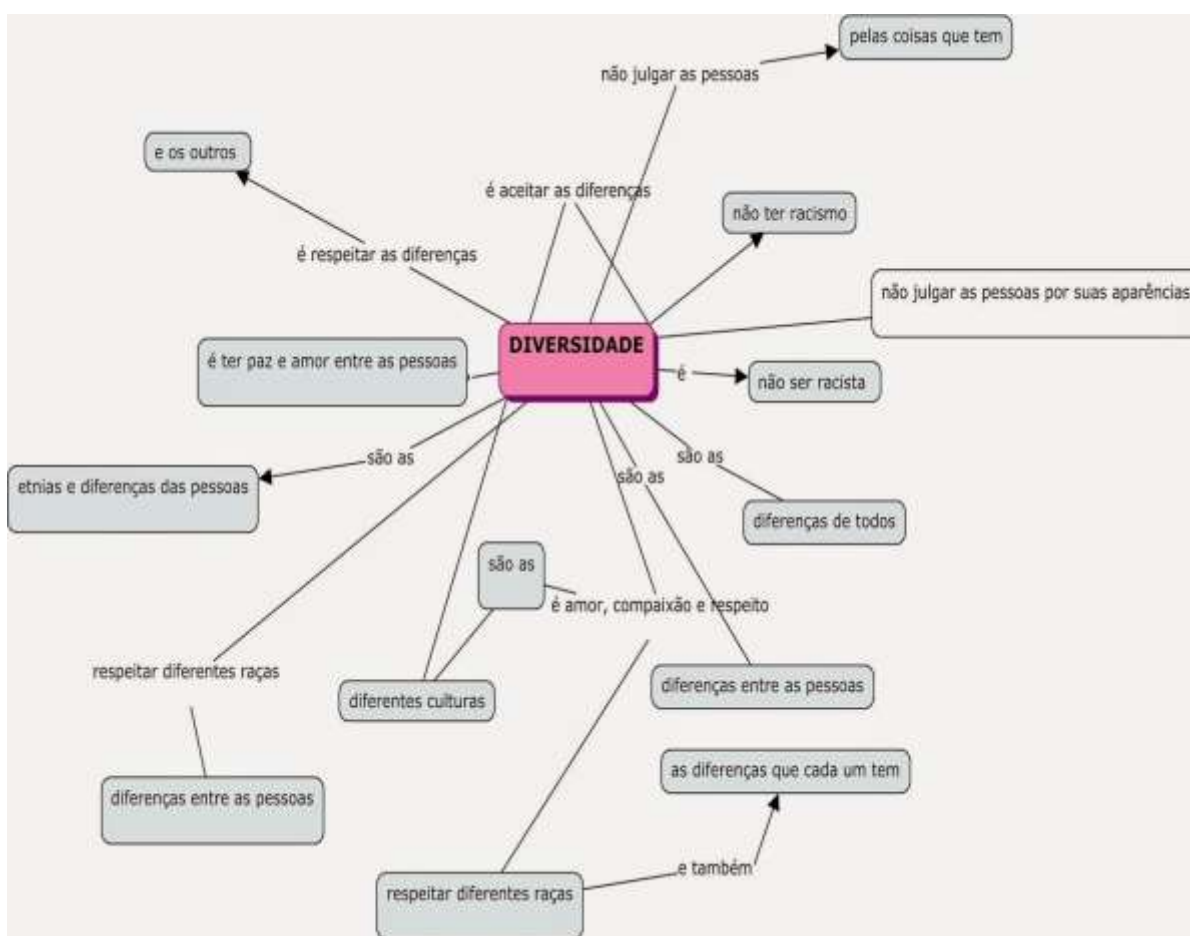 pelas coisas que tem
não julgar as pessoas
e os outros
é aceitar as diferenças
não ter racismo
é respeitar as diferenças
não julgar as pessoas por suas aparências
DIVERSIDADE
é ter paz e amor entre as pessoas
é
não ser racista
são as
são as
são as
etnias e diferenças das pessoas
diferenças de todos
são as
é amor, compaixão e respeito
respeitar diferentes raças
diferentes culturas
diferenças entre as pessoas
as diferenças que cada um tem
diferenças entre as pessoas
e também
respeitar diferentes raças